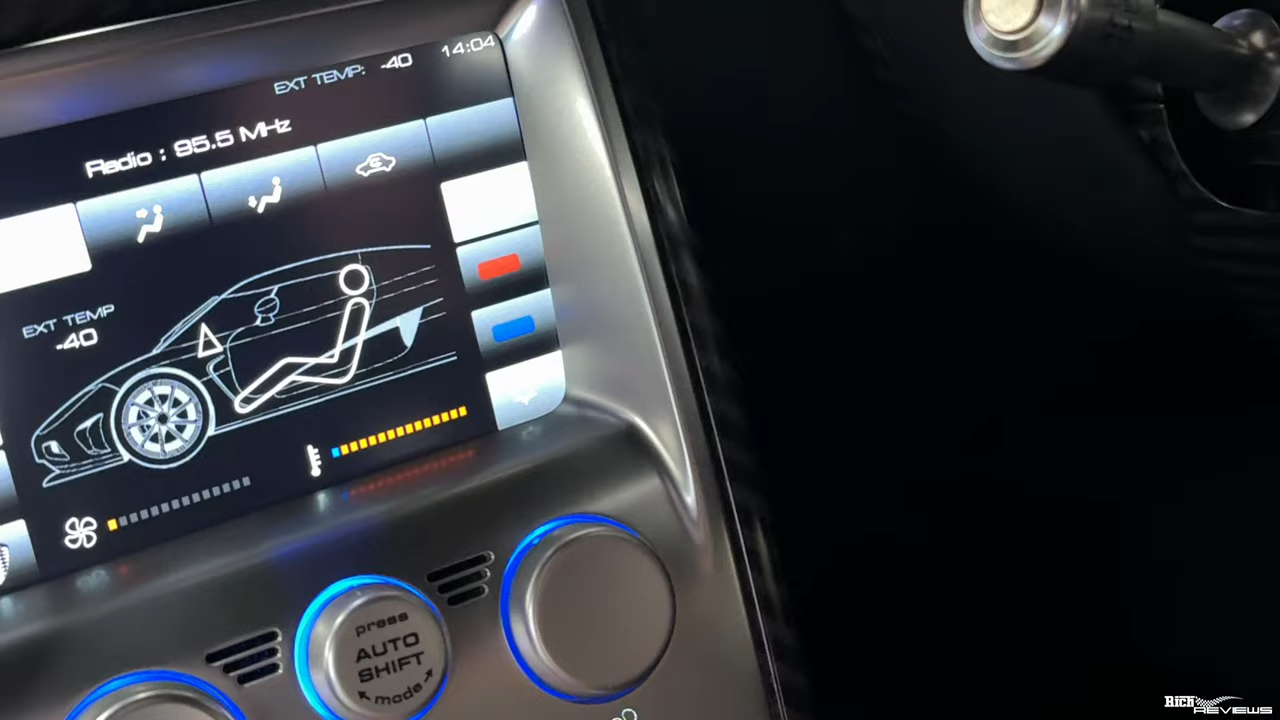 14:04
EXT TEMP: -40
Radio : 95.5 MHz
EXT TEMP
-40
press
AUTO
SHIFT
mode
Rich
REVIEWS